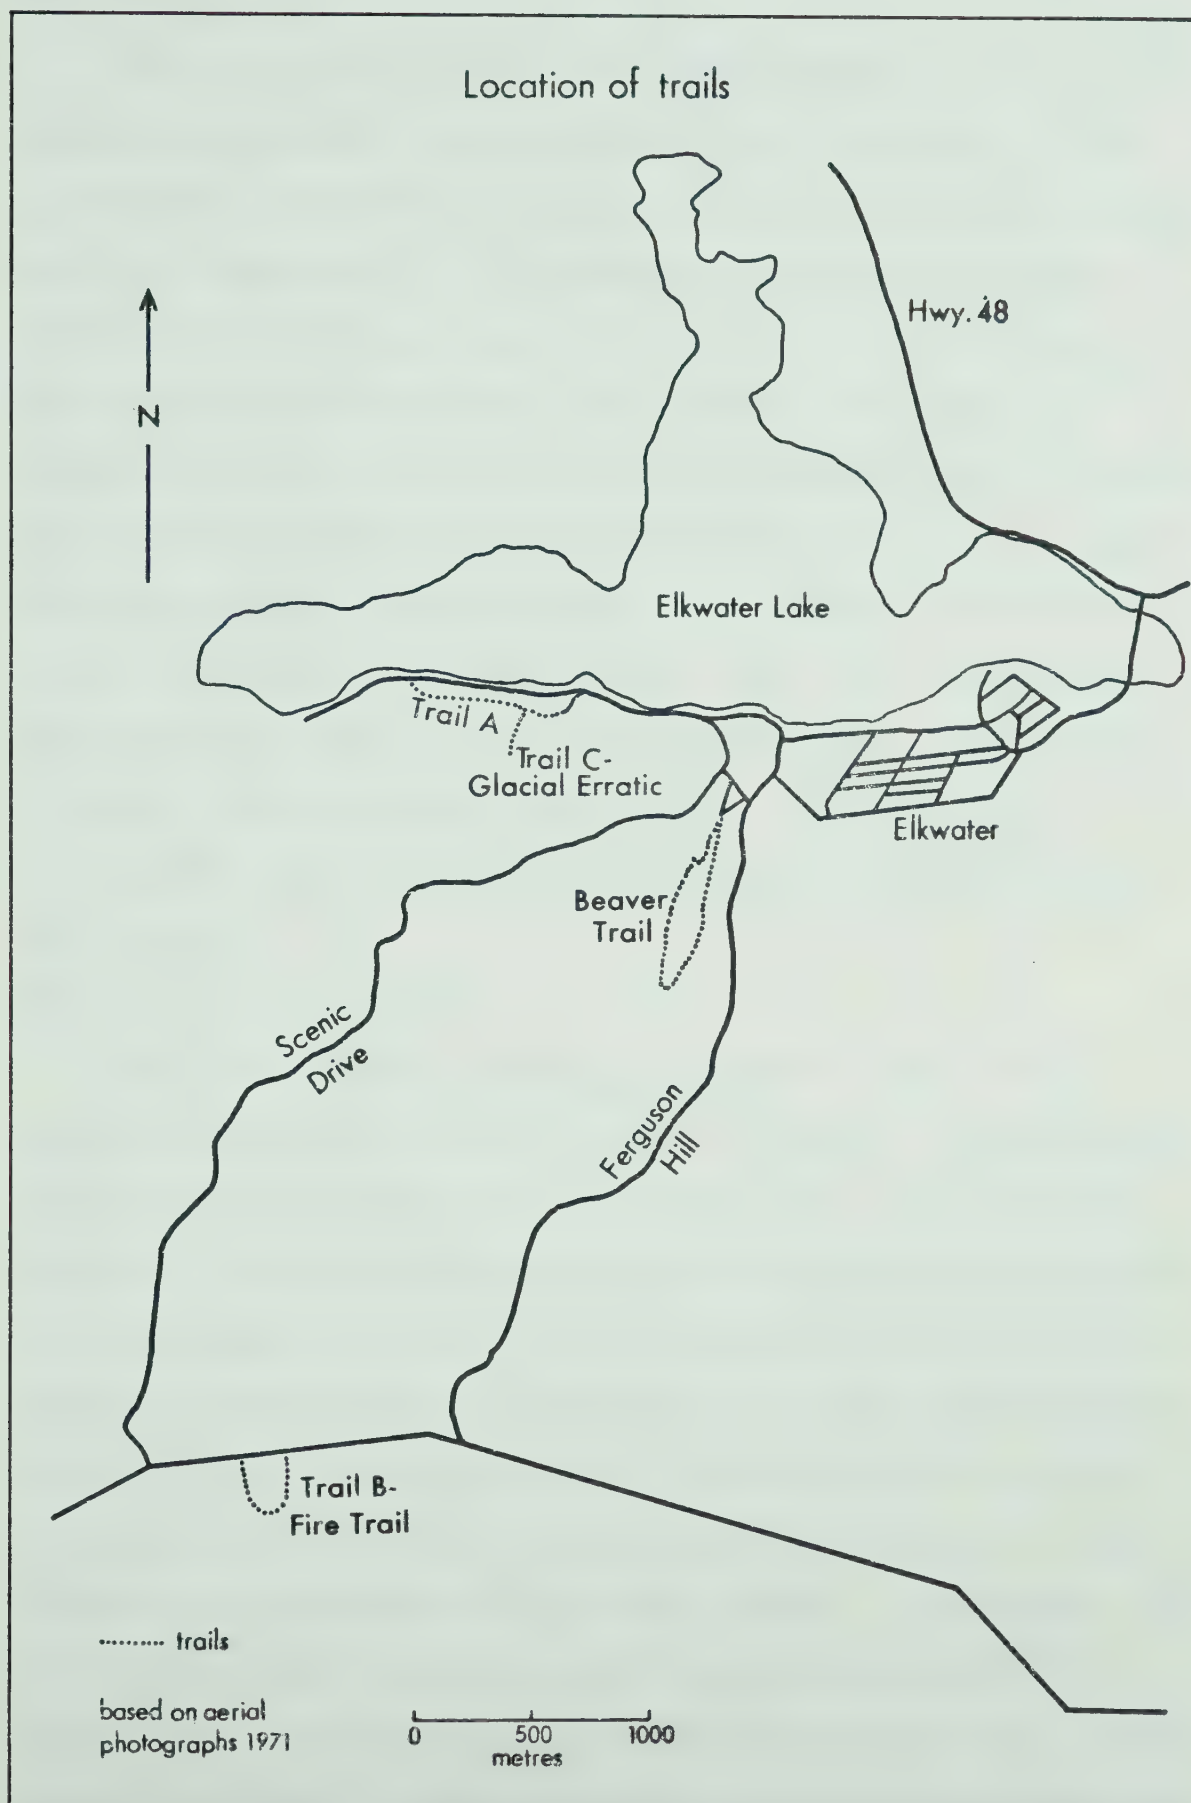 Location of trails
Hwy. 48
N
Elkwater Lake
Trail A
Trail C-
Glacial Erratic
Elkwater
Beaver
Trail
Scenic
Drive
Ferguson
Hill
Trail B-
Fire Trail
trails
based on aerial
photographs 1971
0 500 1000
metres